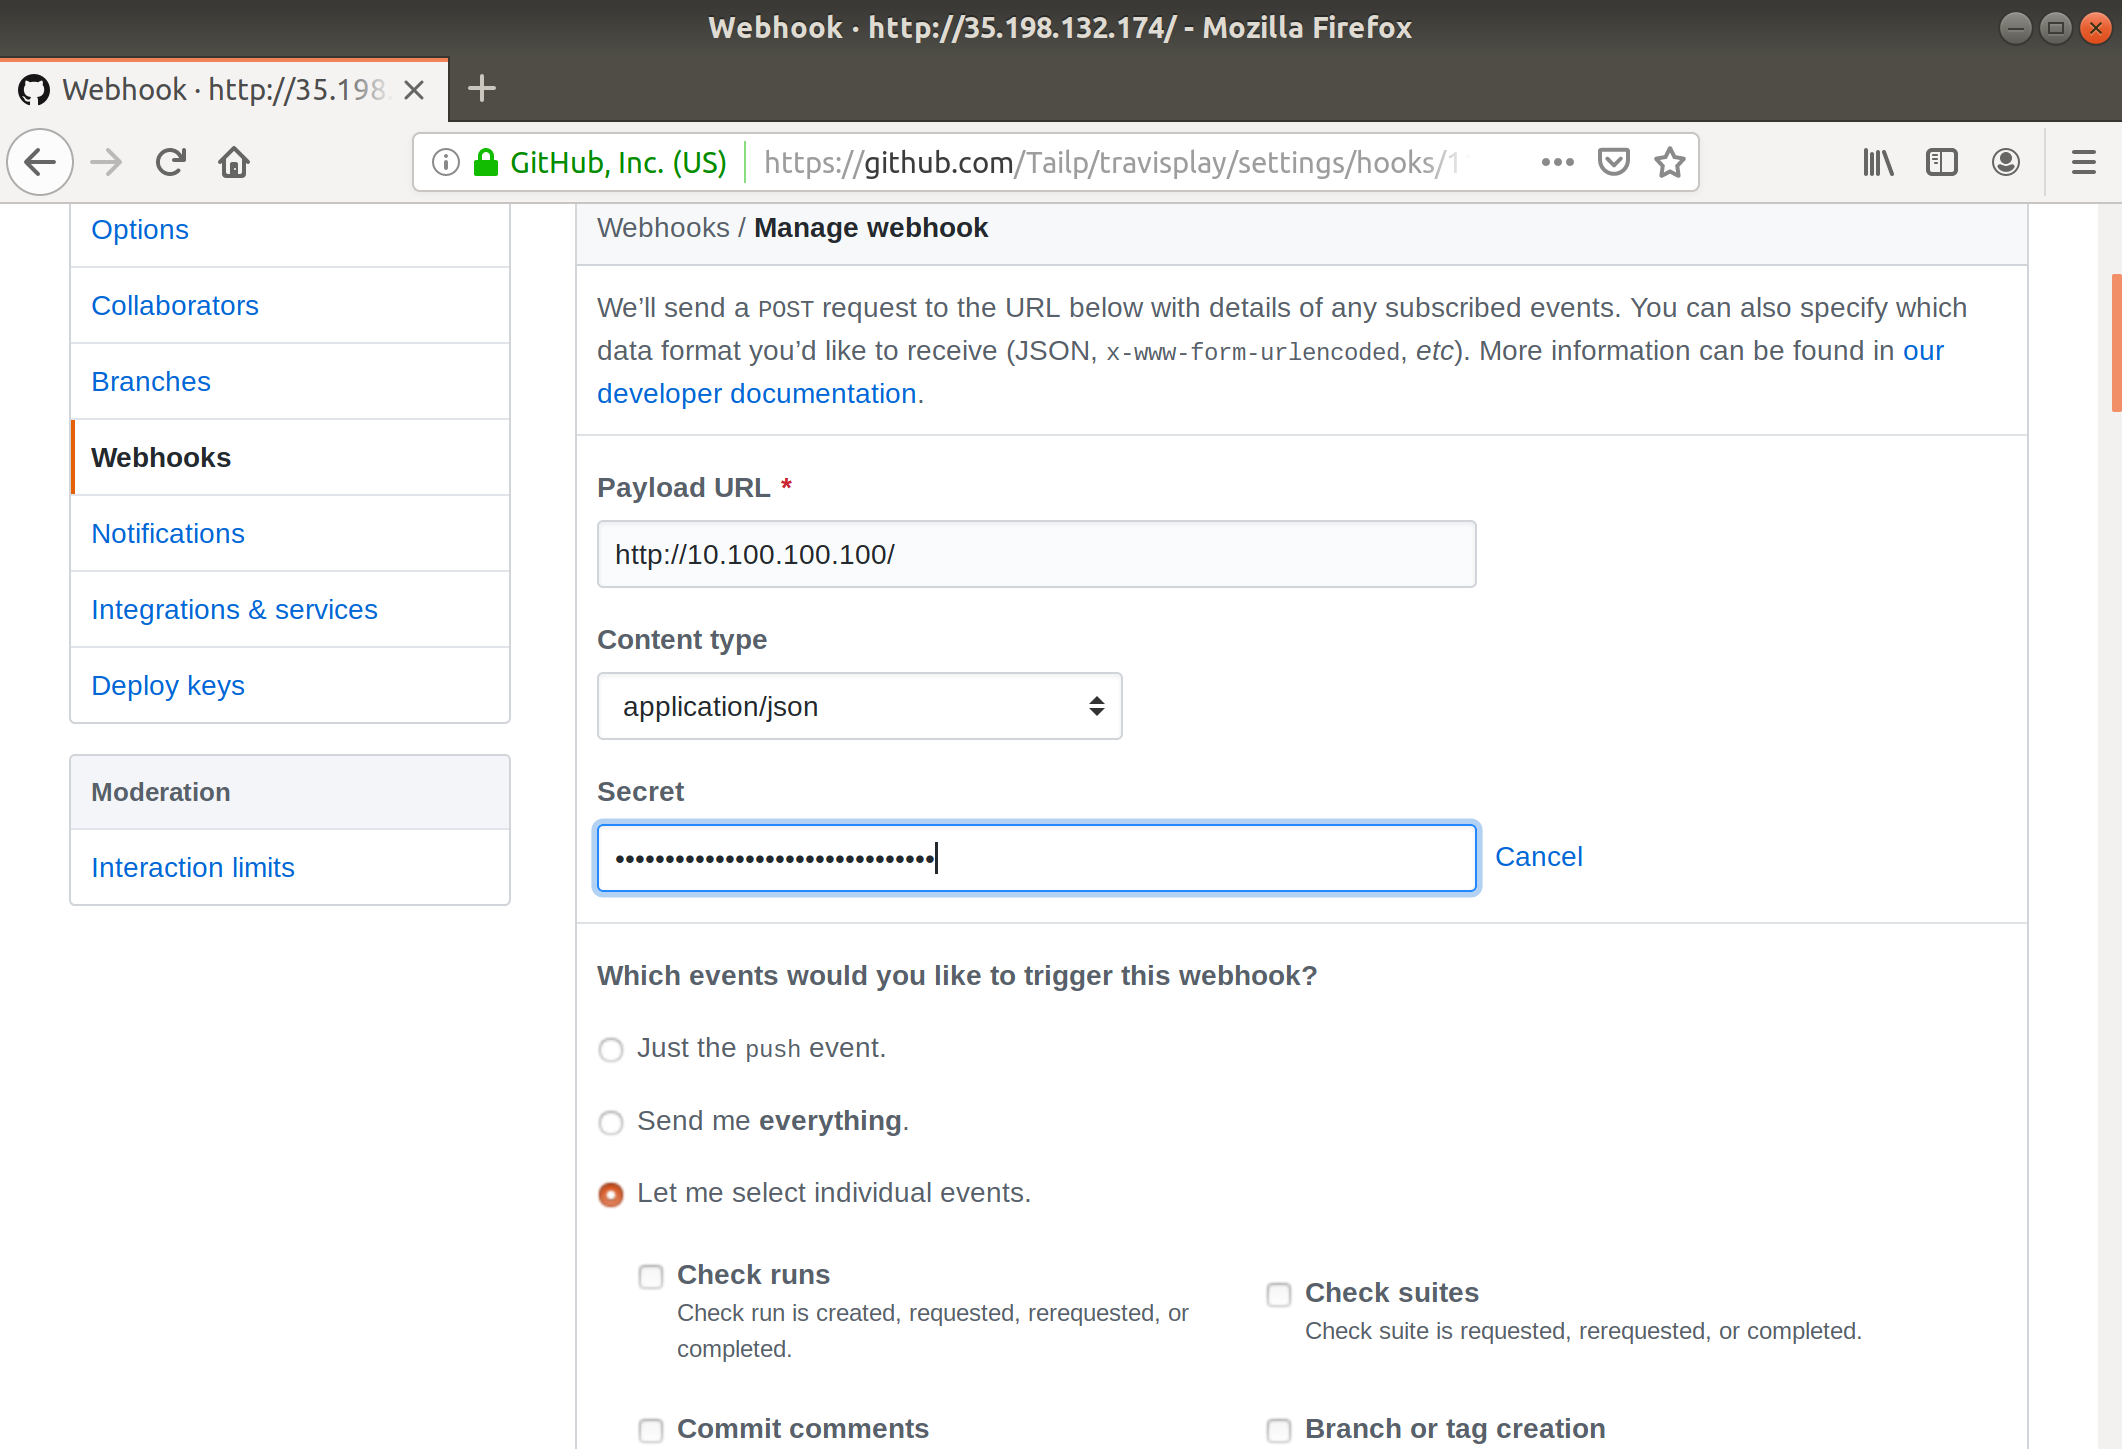 Webhook · http://35.198.132.174/ - Mozilla Firefox
Webhook · http://35.198.
GitHub, Inc. (US)
https://github.com/Tailp/travisplay/settings/hooks/1
Options
Collaborators
Branches
Webhooks
Notifications
Integrations & services
Deploy keys
Moderation
Interaction limits
Webhooks / Manage webhook
We’ll send a POST request to the URL below with details of any subscribed events. You can also specify which
data format you’d like to receive (JSON, x-www-form-urlencoded, etc). More information can be found in our
developer documentation.
Payload URL *
http://10.100.100.100/
Content type
application/json
Secret
••••••••••••••••••••••••••••••••
Cancel
Which events would you like to trigger this webhook?
Just the push event.
Send me everything.
Let me select individual events.
Check runs
Check run is created, requested, rerequested, or
completed.
Check suites
Check suite is requested, rerequested, or completed.
Commit comments
Branch or tag creation